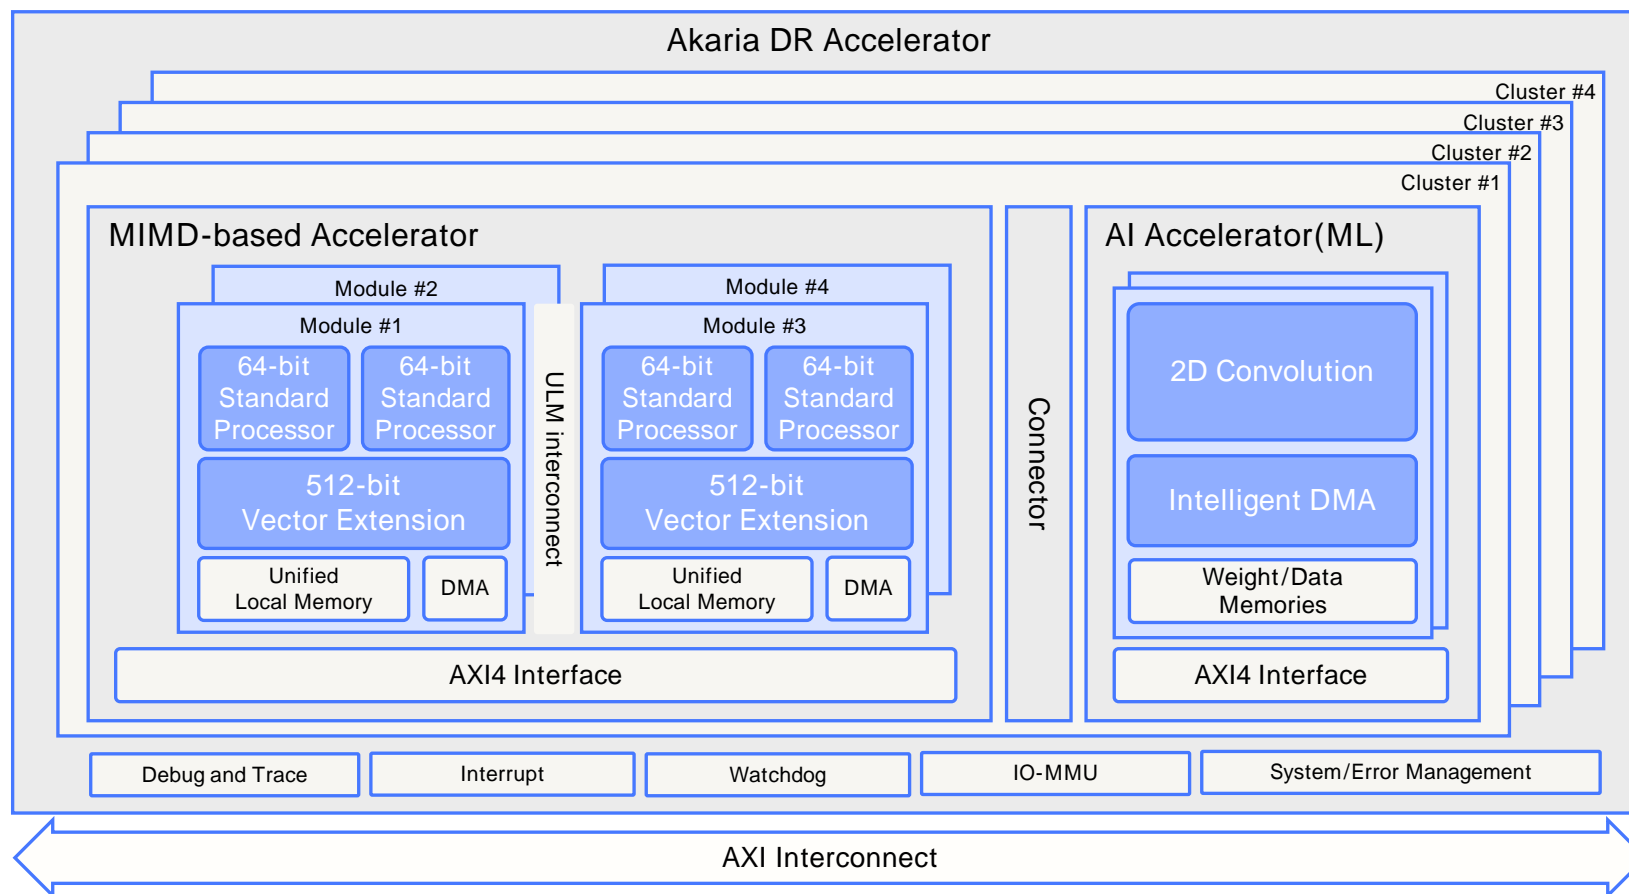 Akaria DR Accelerator
Cluster #4
Cluster #3
Cluster #2
Cluster #1
MIMD-based Accelerator
Module #2
Module #1
64-bit
Standard
Processor
64-bit
Standard
Processor
512-bit
Vector Extension
Unified
Local Memory
DMA
ULM interconnect
Module #4
Module #3
64-bit
Standard
Processor
64-bit
Standard
Processor
512-bit
Vector Extension
Unified
Local Memory
DMA
AXI4 Interface
Connector
AI Accelerator(ML)
2D Convolution
Intelligent DMA
Weight/Data
Memories
AXI4 Interface
Debug and Trace
Interrupt
Watchdog
IO-MMU
System/Error Management
AXI Interconnect